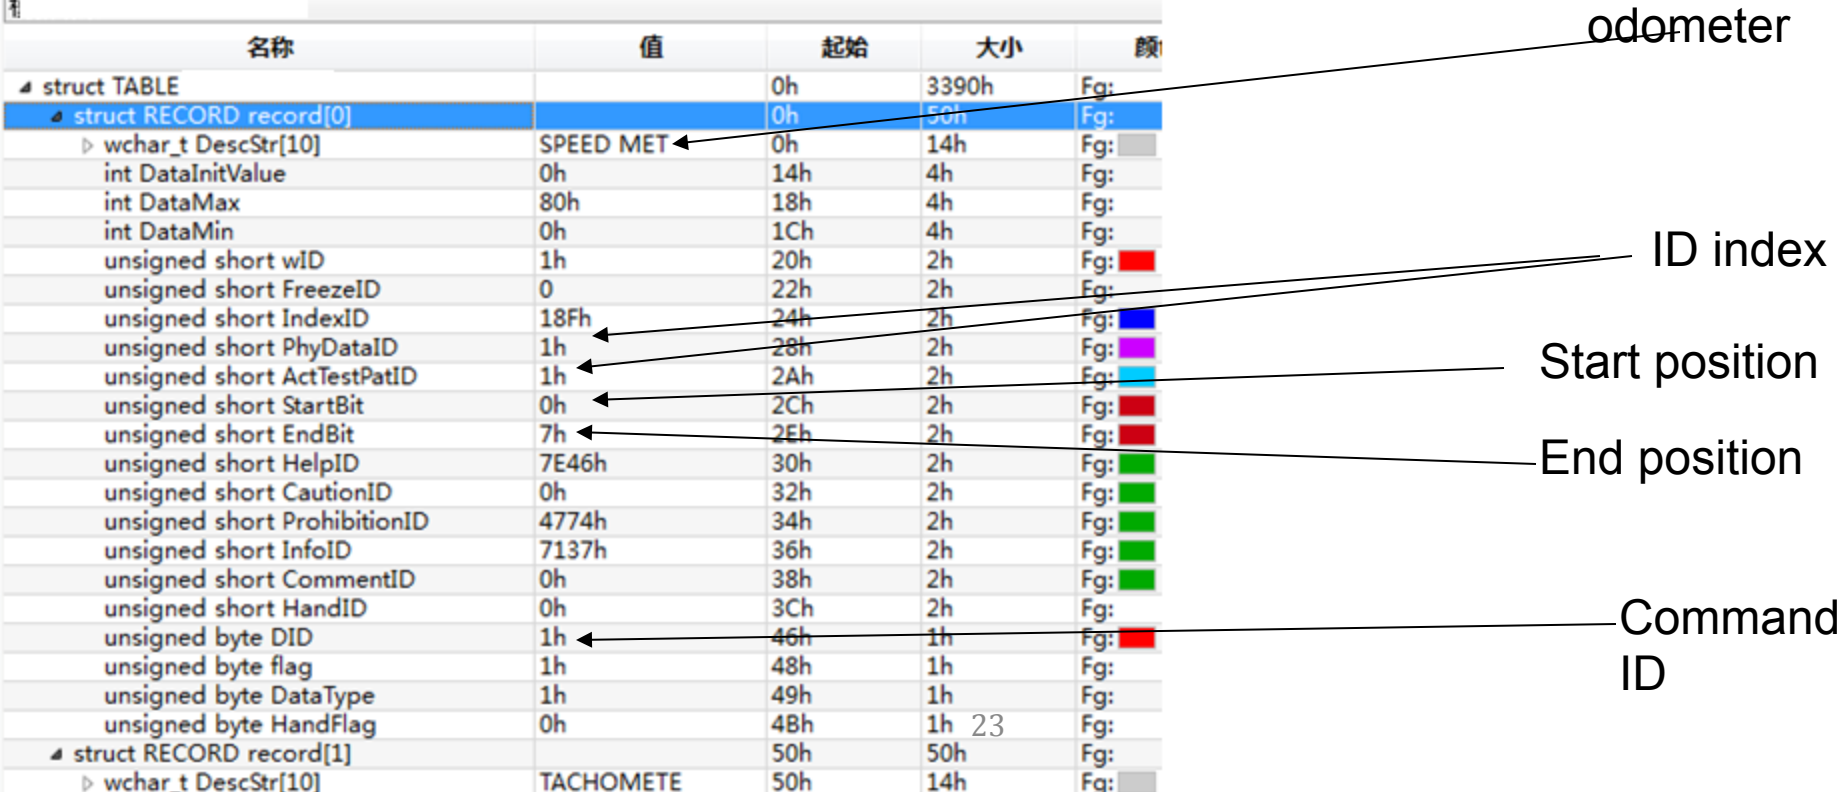 odometer
名称 值 起始 大小
struct TABLE 0h 3390h Fg:
struct RECORD record[0] 0h 50h Fg:
wchar_t DescStr[10] SPEED MET 0h 14h Fg:
int DataInitValue 0h 14h 4h Fg:
int DataMax 80h 18h 4h Fg:
int DataMin 0h 1Ch 4h Fg:
unsigned short wID 1h 20h 2h Fg:
ID index
unsigned short FreezeID 0 22h 2h Fg:
unsigned short IndexID 18Fh 24h 2h Fg:
unsigned short PhyDataID 1h 28h 2h Fg:
Start position
unsigned short ActTestPatID 1h 2Ah 2h Fg:
unsigned short StartBit 0h 2Ch 2h Fg:
unsigned short EndBit 7h 2Eh 2h Fg:
End position
unsigned short HelpID 7E46h 30h 2h Fg:
unsigned short CautionID 0h 32h 2h Fg:
unsigned short ProhibitionID 4774h 34h 2h Fg:
unsigned short InfoID 7137h 36h 2h Fg:
unsigned short CommentID 0h 38h 2h Fg:
unsigned short HandID 0h 3Ch 2h Fg:
Command
ID
unsigned byte DID 1h 46h 1h Fg:
unsigned byte flag 1h 48h 1h Fg:
unsigned byte DataType 1h 49h 1h Fg:
unsigned byte HandFlag 0h 4Bh 1h Fg:
23
struct RECORD record[1] 50h 50h Fg:
wchar_t DescStr[10] TACHOMETE 50h 14h Fg: